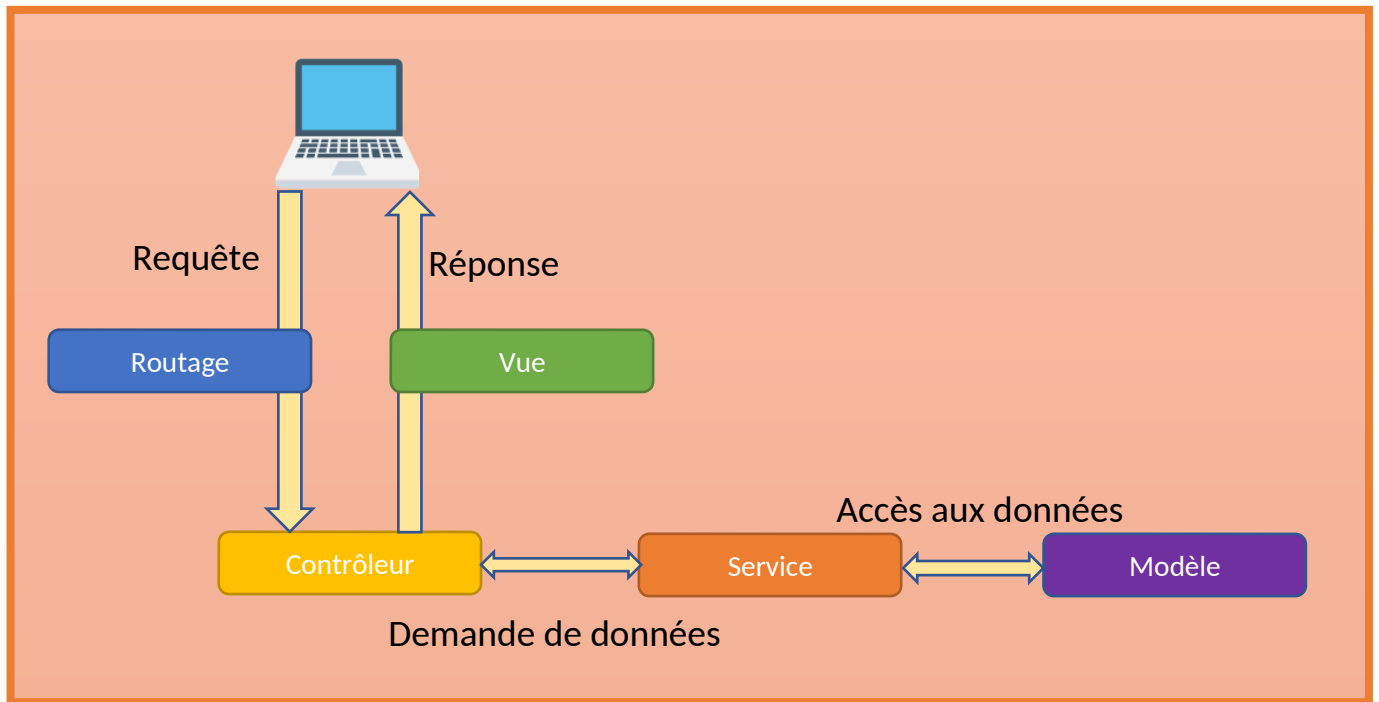 Requête
Réponse
Routage
Vue
Accès aux données
Contrôleur
Service
Modèle
Demande de données